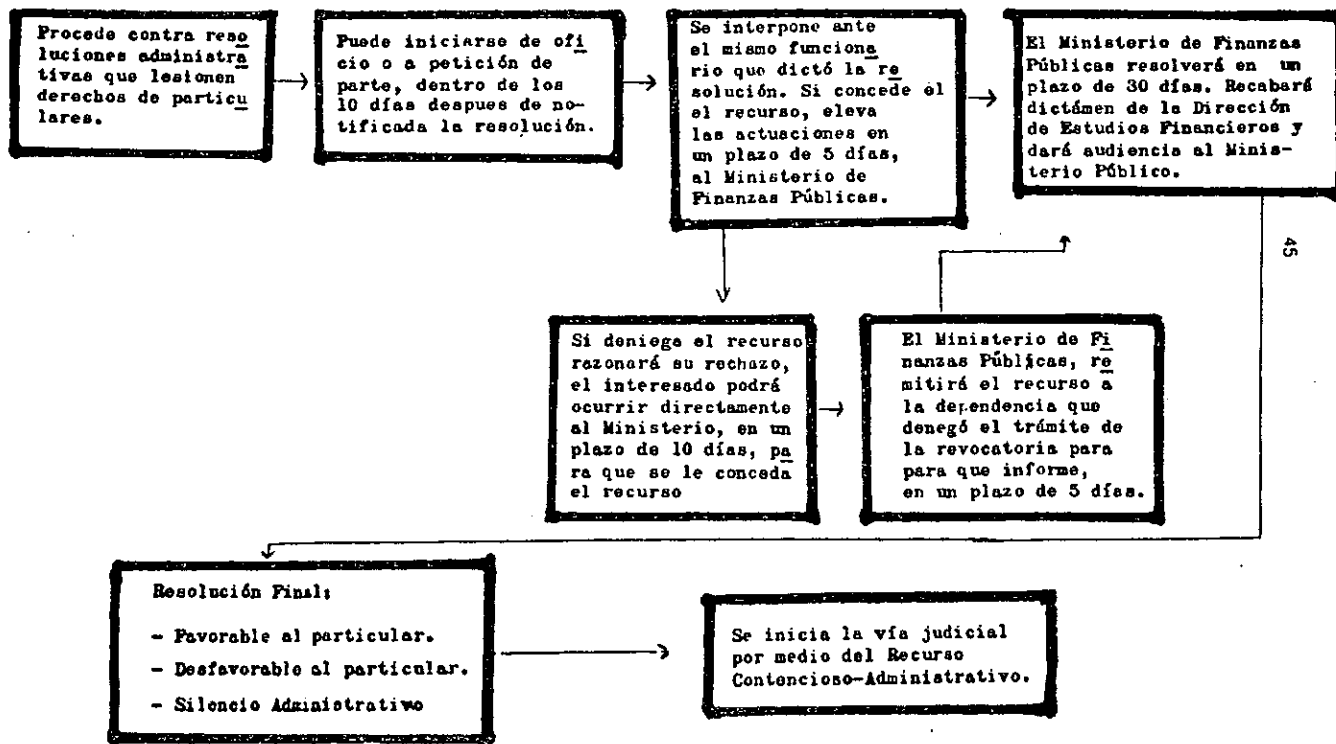 Procede contra reso
luciones administra
tivas que lesionen
derechos de particu
lares.
Puede iniciarse de ofi
cio o a petición de
parte, dentro de los
10 días despues de no-
tificada la resolución.
Se interpone ante
el mismo funciona
rio que dictó la re
solución. Si concede el
el recurso, eleva
las actuaciones en
un plazo de 5 días,
al Ministerio de
Finanzas Públicas.
El Ministerio de Finanzas
Públicas resolverá en un
plazo de 30 días. Recabará
dictámen de la Dirección
de Estudios Financieros y
dará audiencia al Minis-
terio Público.
45
Si deniega el recurso
razonará su rechazo,
el interesado podrá
ocurrir directamente
al Ministerio, en un
plazo de 10 días, pa
ra que se le conceda
el recurso
El Ministerio de Fi
nanzas Públicas, re
mitirá el recurso a
la dependencia que
denegó el trámite de
la revocatoria para
para que informe,
en un plazo de 5 días.
Resolución Final:
- Favorable al particular.
- Desfavorable al particular.
- Silencio Administrativo
Se inicia la vía judicial
por medio del Recurso
Contencioso-Administrativo.